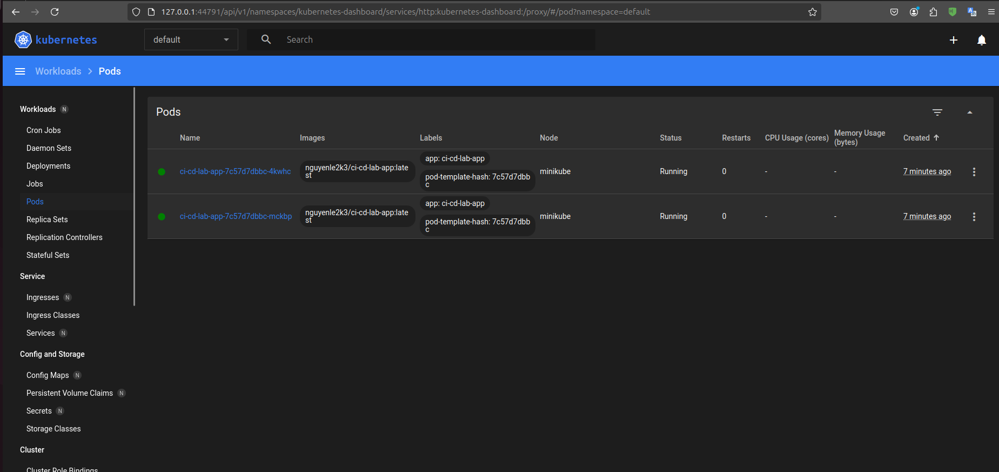 127.0.0.1:44791/api/v1/namespaces/kubernetes-dashboard/services/http:kubernetes-dashboard:/proxy/#/pod?namespace=default
kubernetes
default
Search
Workloads
Pods
Workloads N
Cron Jobs
Daemon Sets
Deployments
Jobs
Pods
Replica Sets
Replication Controllers
Stateful Sets
Service
Ingresses N
Ingress Classes
Services N
Config and Storage
Config Maps N
Persistent Volume Claims N
Secrets N
Storage Classes
Cluster
Cluster Role Bindings
Pods
Name Images Labels Node Status Restarts CPU Usage (cores) Memory Usage
(bytes) Created
ci-cd-lab-app-7c57d7dbbc-4kwhc
nguyenle2k3/ci-cd-lab-app:late
st
app: ci-cd-lab-app
pod-template-hash: 7c57d7dbb
c
minikube
Running
0
-
-
7 minutes ago
ci-cd-lab-app-7c57d7dbbc-mckbp
nguyenle2k3/ci-cd-lab-app:late
st
app: ci-cd-lab-app
pod-template-hash: 7c57d7dbb
c
minikube
Running
0
-
-
7 minutes ago